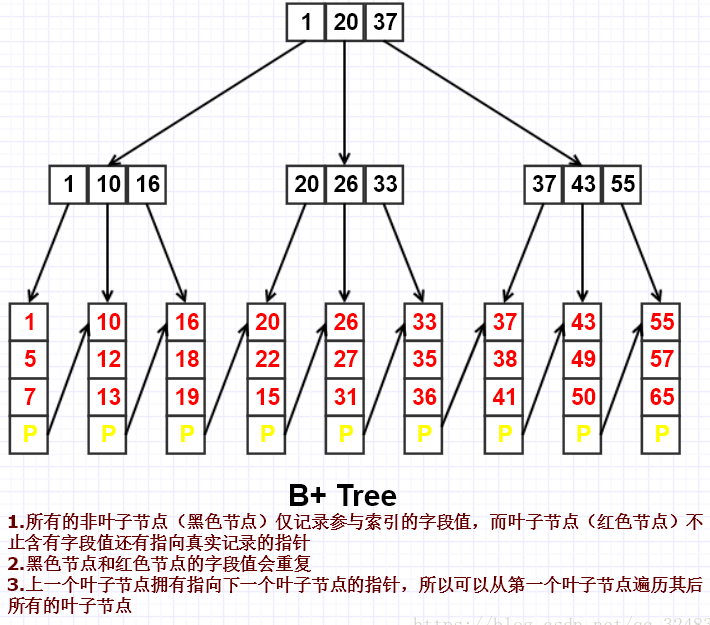 1 20 37
1 10 16 20 26 33 37 43 55
1 10 16 20 26 33 37 43 55
5 12 18 22 27 35 38 49 57
7 13 19 15 31 36 41 50 65
P P P P P P P P P
B+ Tree
1.所有的非叶子节点（黑色节点）仅记录参与索引的字段值，而叶子节点（红色节点）不
止含有字段值还有指向真实记录的指针
2.黑色节点和红色节点的字段值会重复
3.上一个叶子节点拥有指向下一个叶子节点的指针，所以可以从第一个叶子节点遍历其后
所有的叶子节点